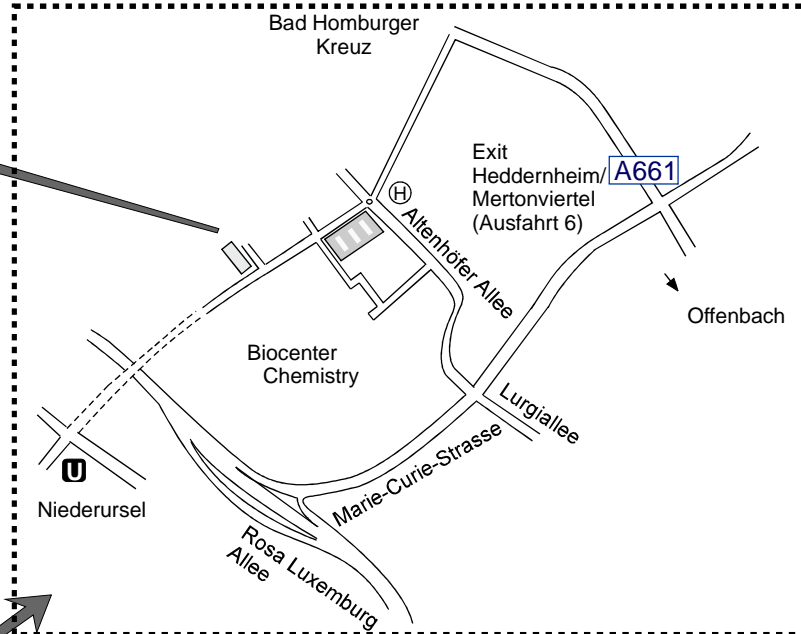 Bad Homburger
Kreuz
Exit
Heddernheim/
Mertonviertel
(Ausfahrt 6)
A661
H
Altenhöfer Allee
Offenbach
Biocenter
Chemistry
Lurgiallee
Marie-Curie-Strasse
U
Niederursel
Rosa Luxemburg
Allee